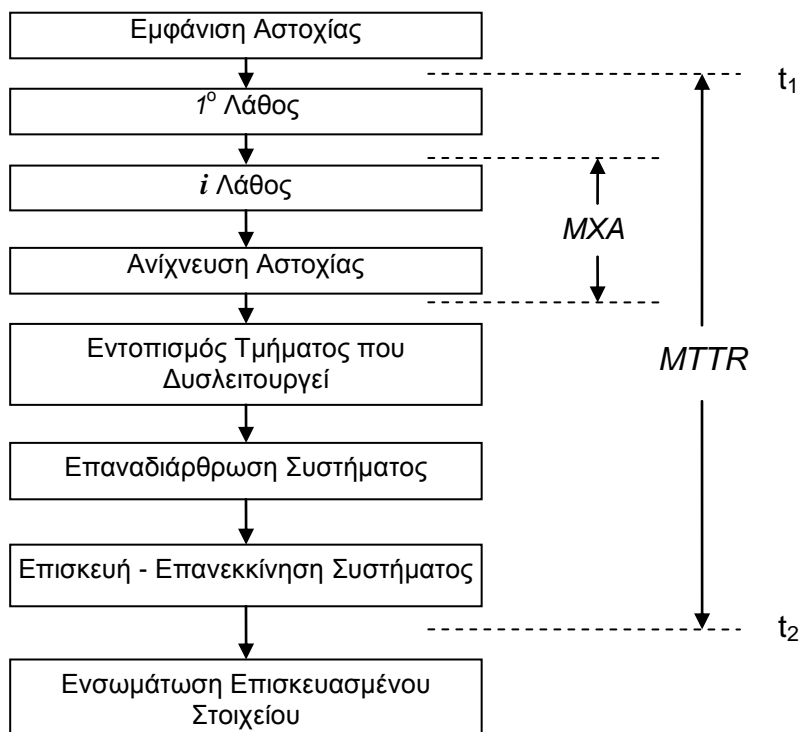 Εμφάνιση Αστοχίας
t₁
1º Λάθος
i Λάθος
MXA
Ανίχνευση Αστοχίας
Εντοπισμός Τμήματος που
Δυσλειτουργεί
MTTR
Επαναδιάρθρωση Συστήματος
Επισκευή - Επανεκκίνηση Συστήματος
t₂
Ενσωμάτωση Επισκευασμένου
Στοιχείου